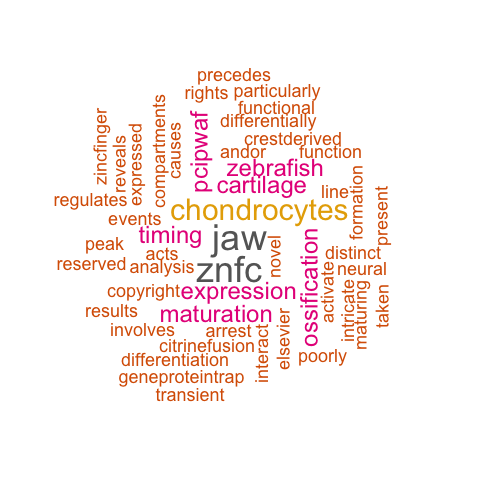 precedes
rights particularly
functional
differentially
zincfinger
reveals
expressed
compartments
causes
pcipwaf
crestderived
andor function
zebrafish
cartilage
line
formation
present
regulates
events
chondrocytes
timing
jaw
novel
ossification
peak
acts
distinct
reserved analysis
znfc
activate
neural
copyright expression
intricate
maturing
taken
results
maturation
involves arrest
interact
elsevier
citrinefusion
poorly
differentiation
geneproteintrap
transient